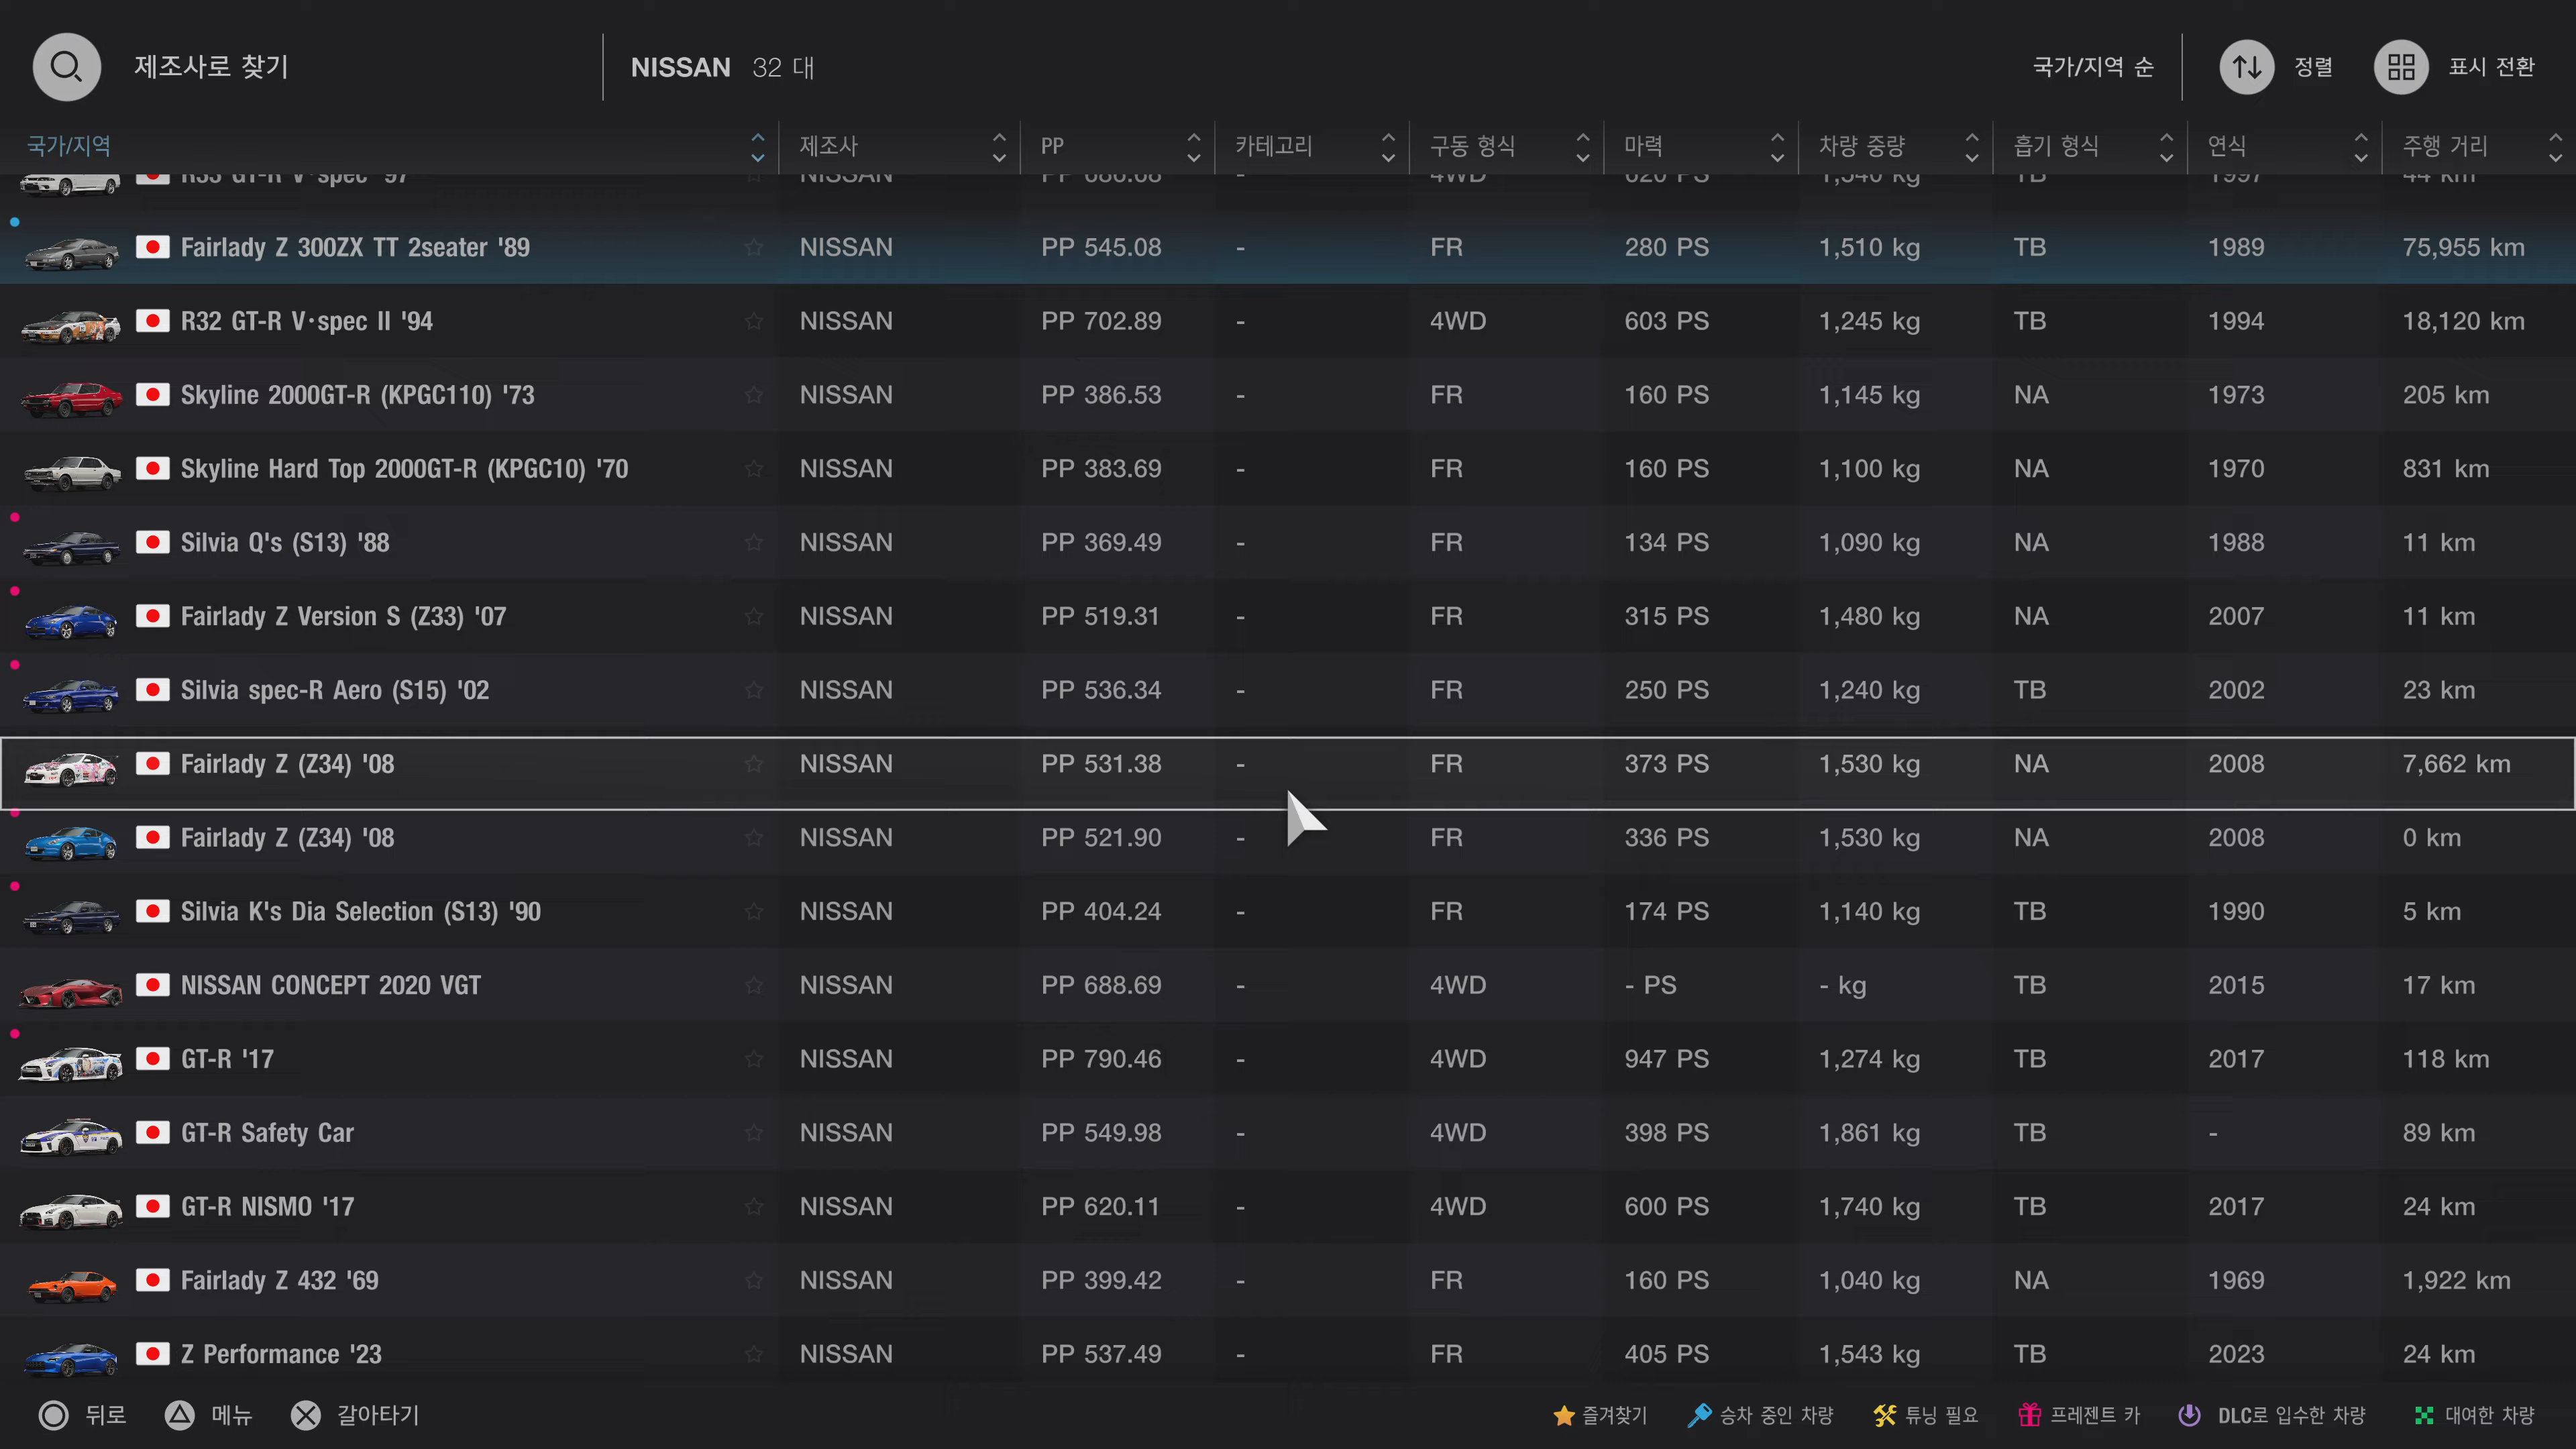 제조사로 찾기 NISSAN 32 대 국가/지역 순 정렬 표시 전환
국가/지역 제조사 PP 카테고리 구동 형식 마력 차량 중량 흡기 형식 연식 주행 거리
R33 GT-R V·spec '97 NISSAN PP 686.68 - 4WD 620 PS 1,540 kg TB 1997 44 km
Fairlady Z 300ZX TT 2seater '89 NISSAN PP 545.08 - FR 280 PS 1,510 kg TB 1989 75,955 km
R32 GT-R V·spec II '94 NISSAN PP 702.89 - 4WD 603 PS 1,245 kg TB 1994 18,120 km
Skyline 2000GT-R (KPGC110) '73 NISSAN PP 386.53 - FR 160 PS 1,145 kg NA 1973 205 km
Skyline Hard Top 2000GT-R (KPGC10) '70 NISSAN PP 383.69 - FR 160 PS 1,100 kg NA 1970 831 km
Silvia Q's (S13) '88 NISSAN PP 369.49 - FR 134 PS 1,090 kg NA 1988 11 km
Fairlady Z Version S (Z33) '07 NISSAN PP 519.31 - FR 315 PS 1,480 kg NA 2007 11 km
Silvia spec-R Aero (S15) '02 NISSAN PP 536.34 - FR 250 PS 1,240 kg TB 2002 23 km
Fairlady Z (Z34) '08 NISSAN PP 531.38 - FR 373 PS 1,530 kg NA 2008 7,662 km
Fairlady Z (Z34) '08 NISSAN PP 521.90 - FR 336 PS 1,530 kg NA 2008 0 km
Silvia K's Dia Selection (S13) '90 NISSAN PP 404.24 - FR 174 PS 1,140 kg TB 1990 5 km
NISSAN CONCEPT 2020 VGT NISSAN PP 688.69 - 4WD - PS - kg TB 2015 17 km
GT-R '17 NISSAN PP 790.46 - 4WD 947 PS 1,274 kg TB 2017 118 km
GT-R Safety Car NISSAN PP 549.98 - 4WD 398 PS 1,861 kg TB - 89 km
GT-R NISMO '17 NISSAN PP 620.11 - 4WD 600 PS 1,740 kg TB 2017 24 km
Fairlady Z 432 '69 NISSAN PP 399.42 - FR 160 PS 1,040 kg NA 1969 1,922 km
Z Performance '23 NISSAN PP 537.49 - FR 405 PS 1,543 kg TB 2023 24 km
뒤로 메뉴 갈아타기 즐겨찾기 승차 중인 차량 튜닝 필요 프레젠트 카 DLC로 입수한 차량 대여한 차량